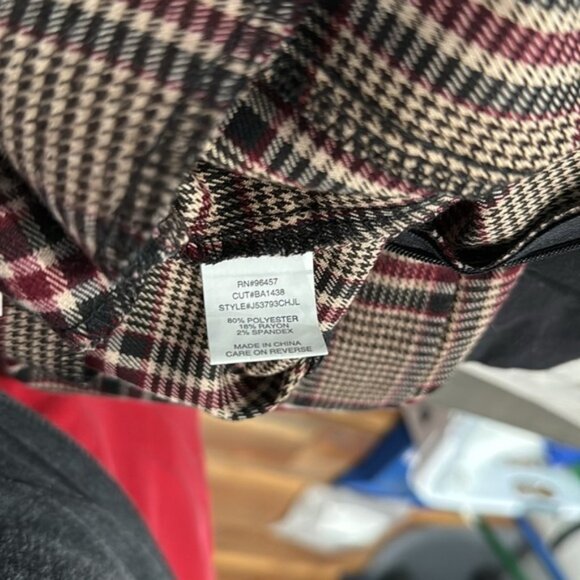 RN#96457
CUT#BA1438
STYLE#J53793CHJL
80% POLYESTER
18% RAYON
2% SPANDEX
MADE IN CHINA
CARE ON REVERSE